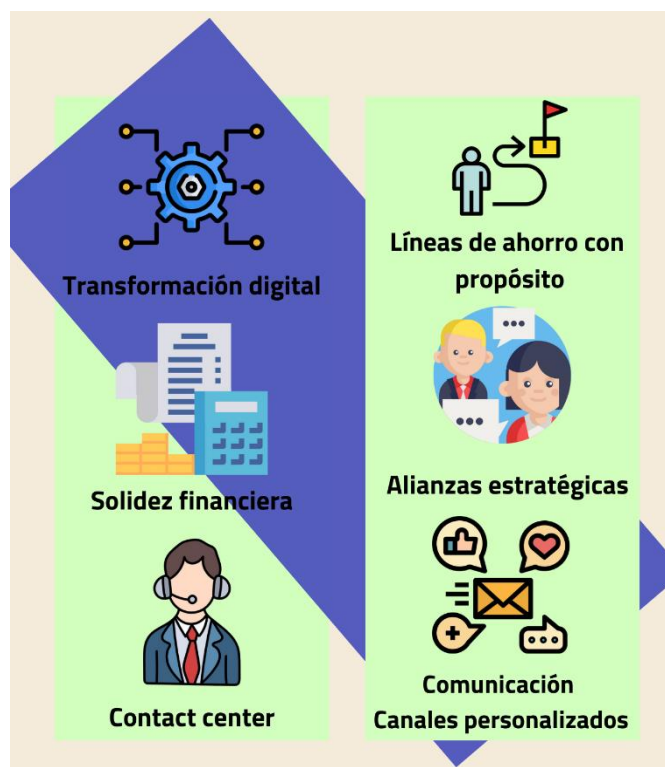 Transformación digital
Solidez financiera
Contact center
Líneas de ahorro con
propósito
Alianzas estratégicas
Comunicación
Canales personalizados